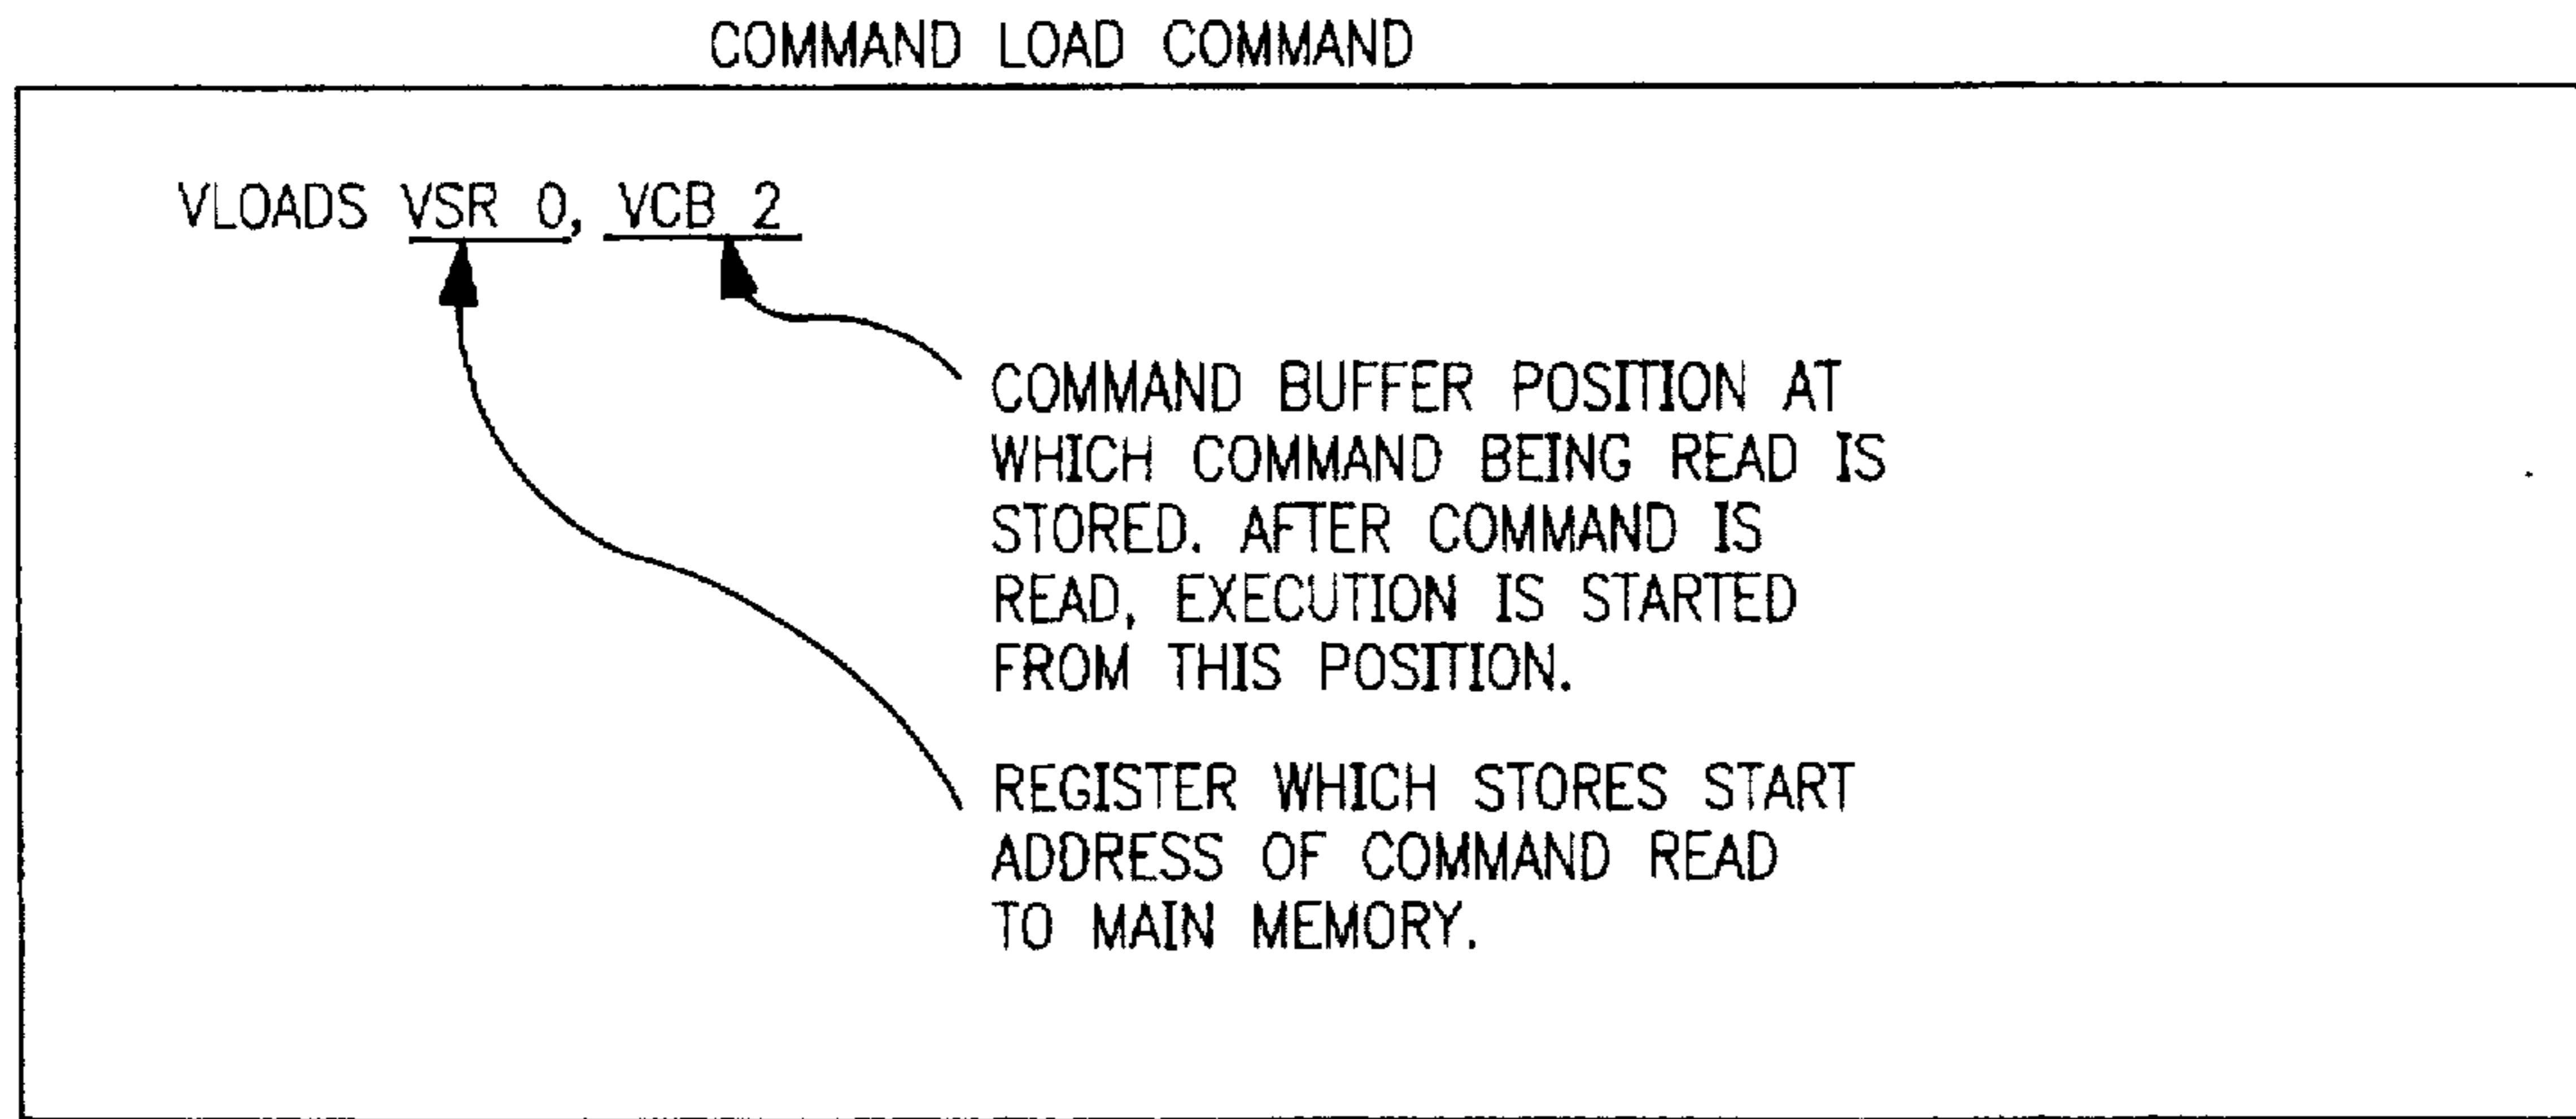 COMMAND LOAD COMMAND
VLOADS VSR 0, VCB 2
COMMAND BUFFER POSITION AT
WHICH COMMAND BEING READ IS
STORED. AFTER COMMAND IS
READ, EXECUTION IS STARTED
FROM THIS POSITION.
REGISTER WHICH STORES START
ADDRESS OF COMMAND READ
TO MAIN MEMORY.